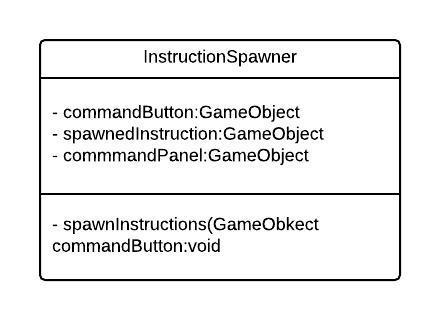 InstructionSpawner
- commandButton:GameObject
- spawnedInstruction:GameObject
- commmandPanel:GameObject
- spawnInstructions(GameObkect
commandButton:void